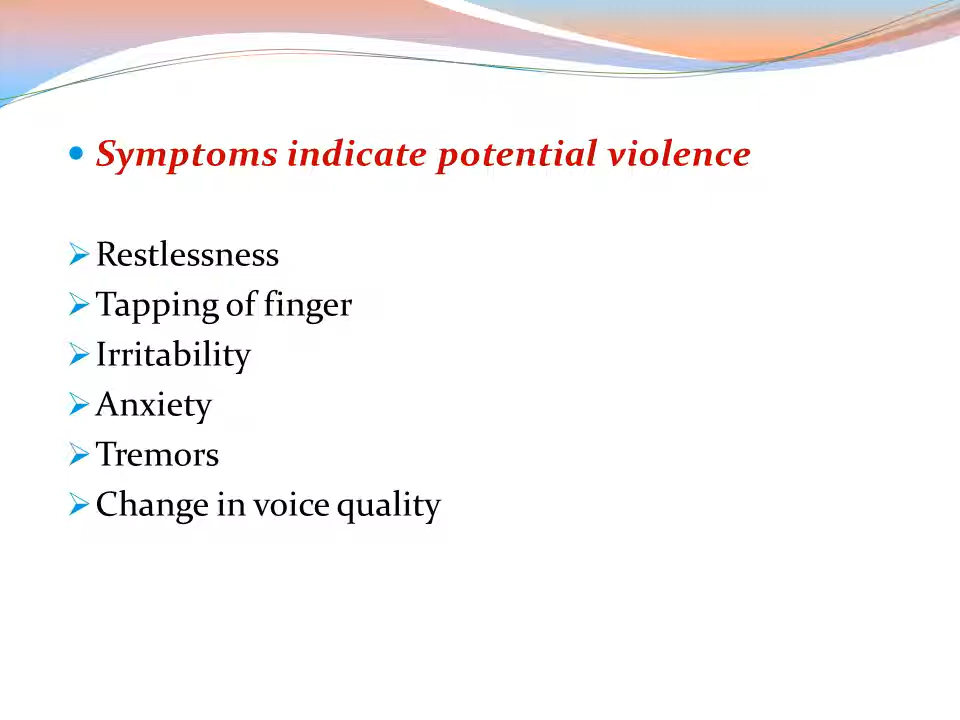 Symptoms indicate potential violence
Restlessness
Tapping of finger
Irritability
Anxiety
Tremors
Change in voice quality